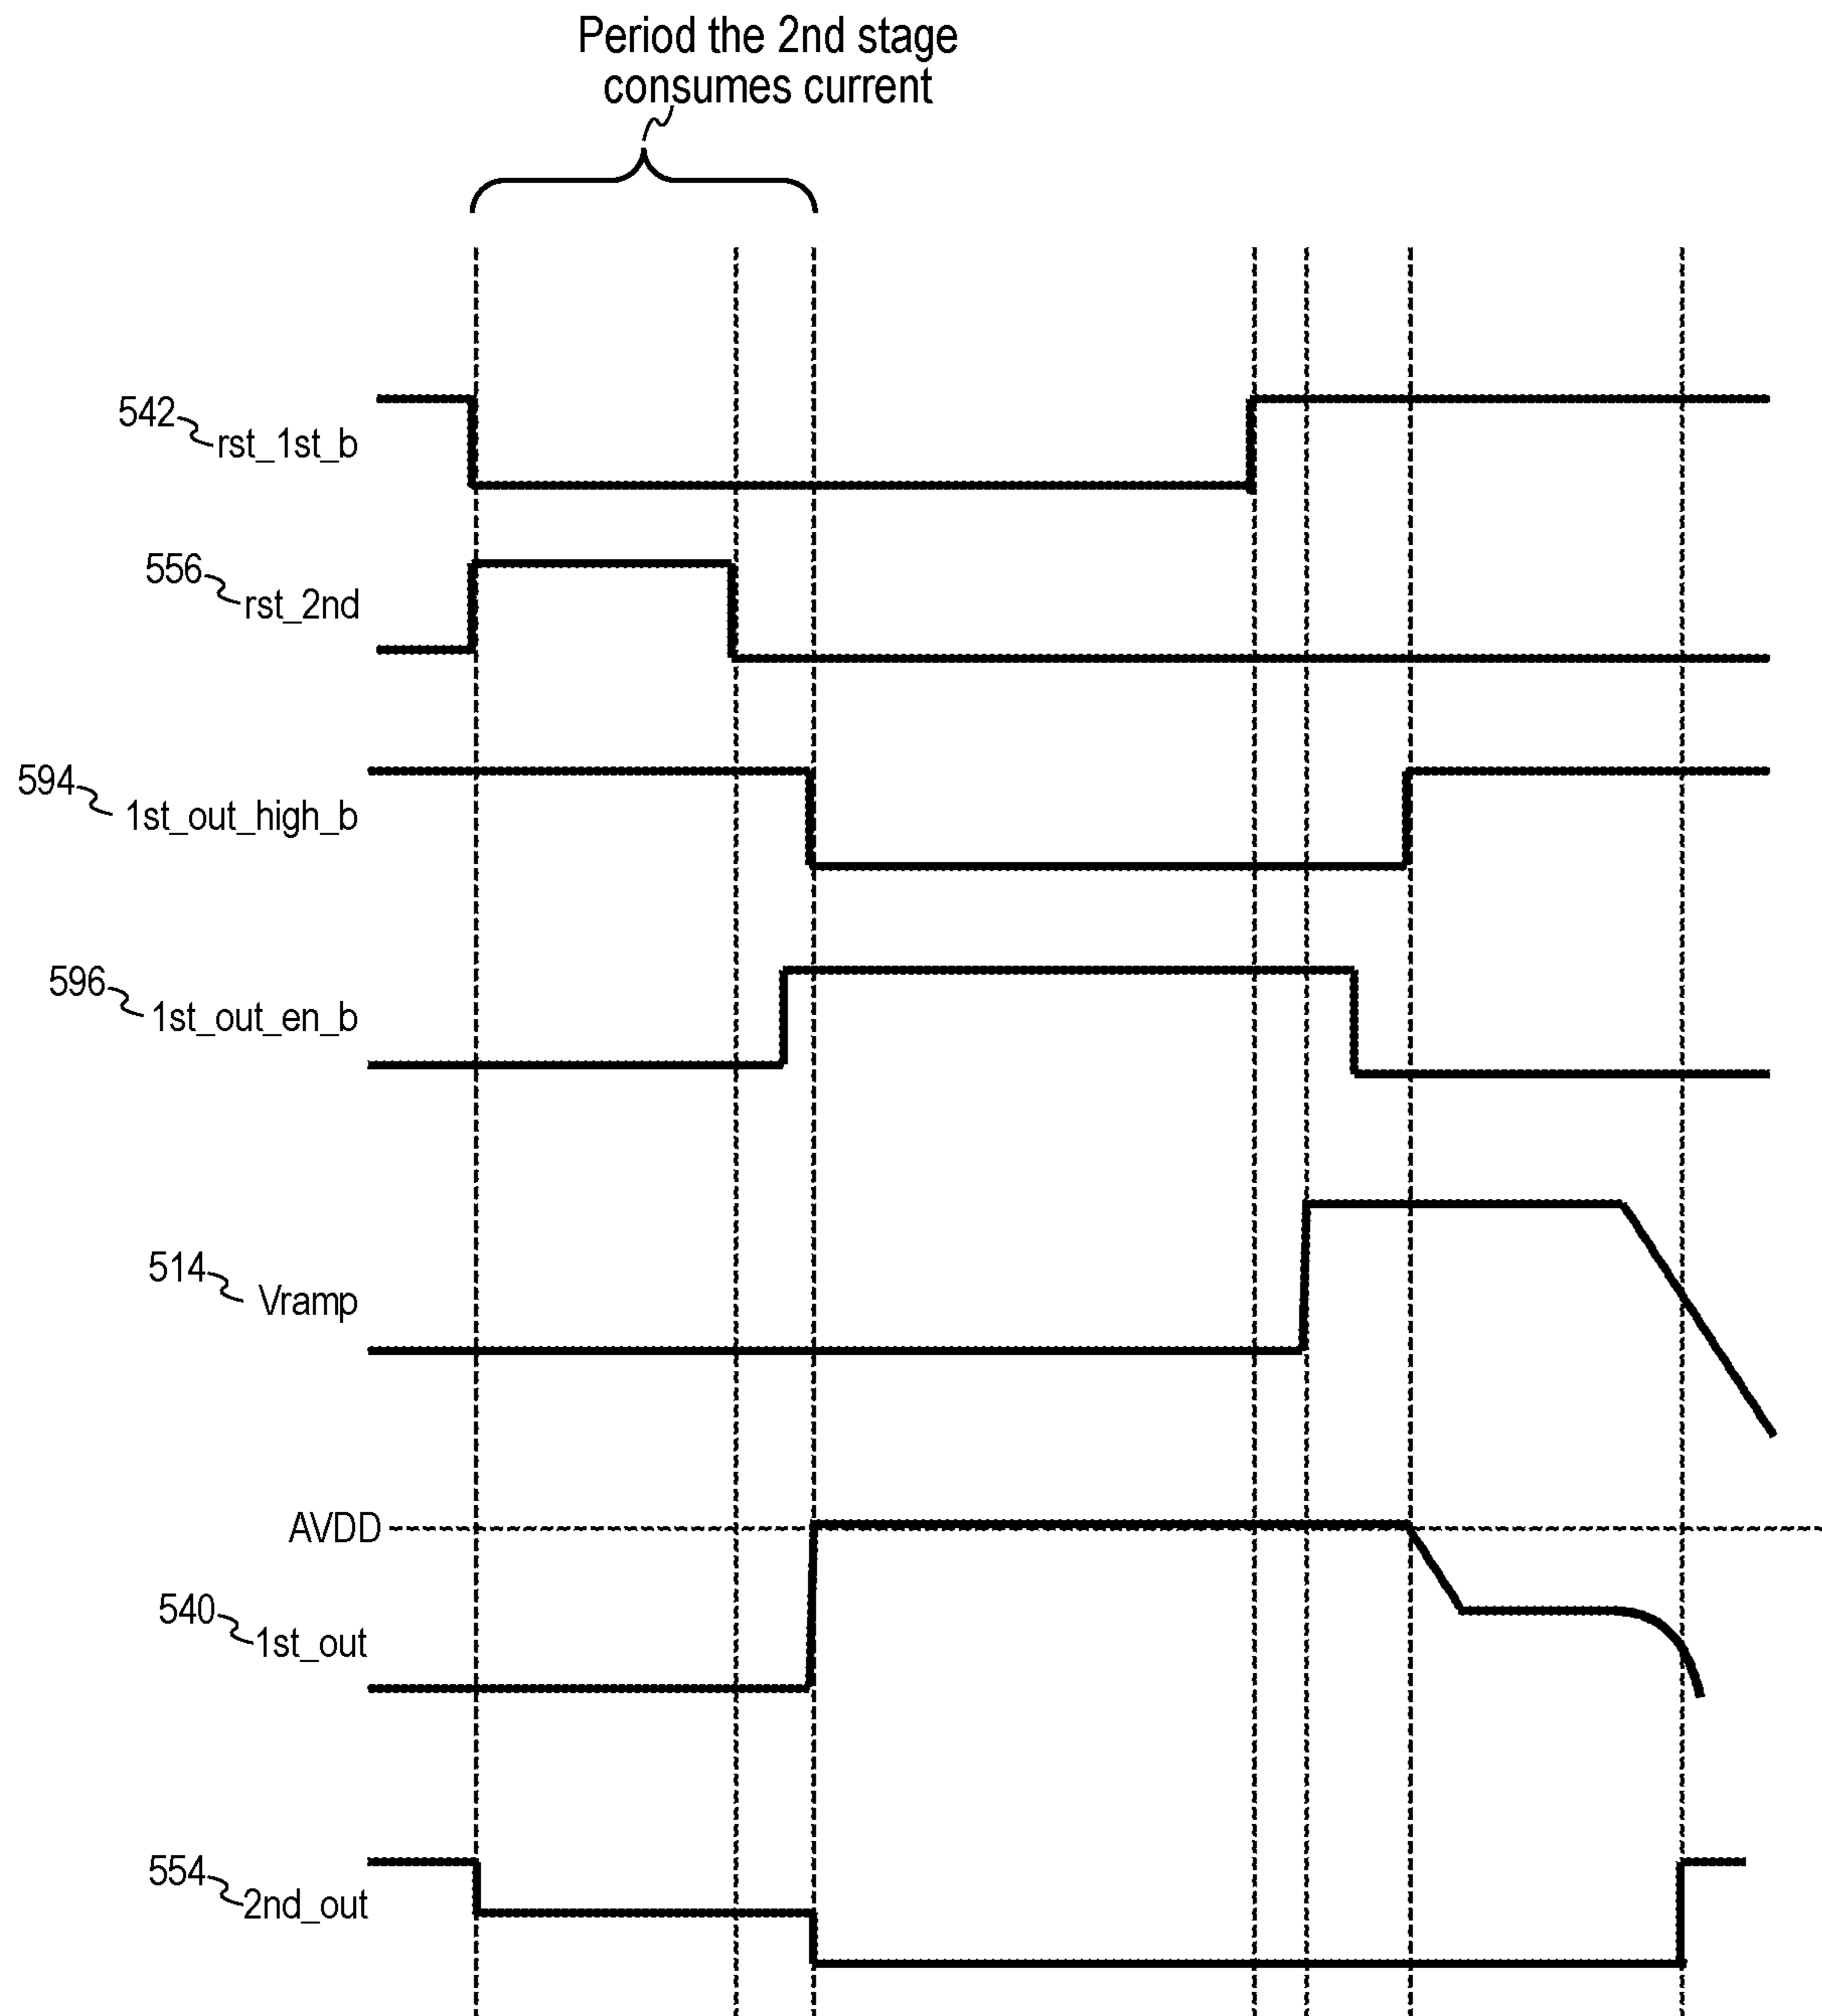 Period the 2nd stage
consumes current
542
rst_1st_b
556
rst_2nd
594
1st_out_high_b
596
1st_out_en_b
514
Vramp
AVDD
540
1st_out
554
2nd_out